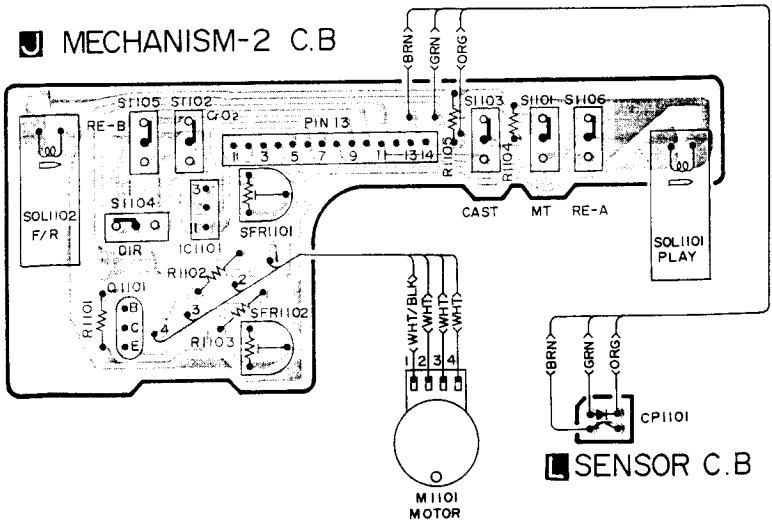 J MECHANISM-2 C.B
BRN
GRN
ORG
S1105
S1102
CrO2
RE-B
PIN 13
S1103
S1101
S1106
R1105
R1104
1 3 5 7 9 11 13 14
SOL1102
F/R
S1104
DIR
3
1
IC1101
SFR1101
CAST
MT
RE-A
SOL1101
PLAY
R1102
1
2
3
4
Q1101
B
C
E
R1101
R1103
SFR1102
WHT/BLK
WHT
WHT
WHT
1 2 3 4
M1101
MOTOR
BRN
GRN
ORG
CP1101
L SENSOR C.B